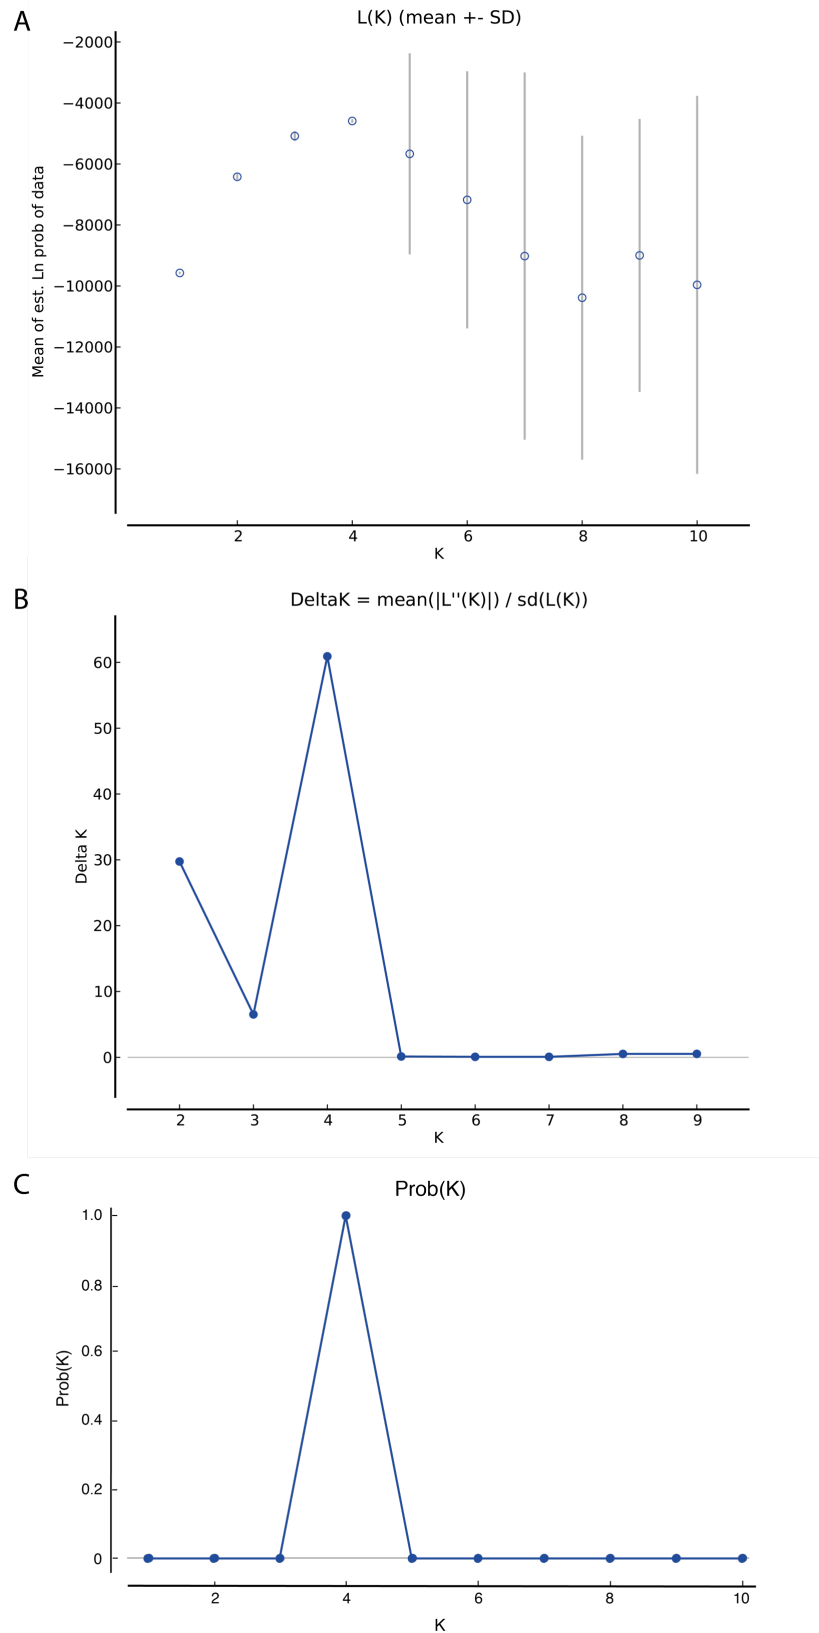 A
L(K) (mean +- SD)
Mean of est. Ln prob of data
−2000
−4000
−6000
−8000
−10000
−12000
−14000
−16000
2 4 6 8 10
K
B
DeltaK = mean(|L''(K)|) / sd(L(K))
Delta K
60
50
40
30
20
10
0
2 3 4 5 6 7 8 9
K
C
Prob(K)
Prob(K)
1.0
0.8
0.6
0.4
0.2
0
2 4 6 8 10
K